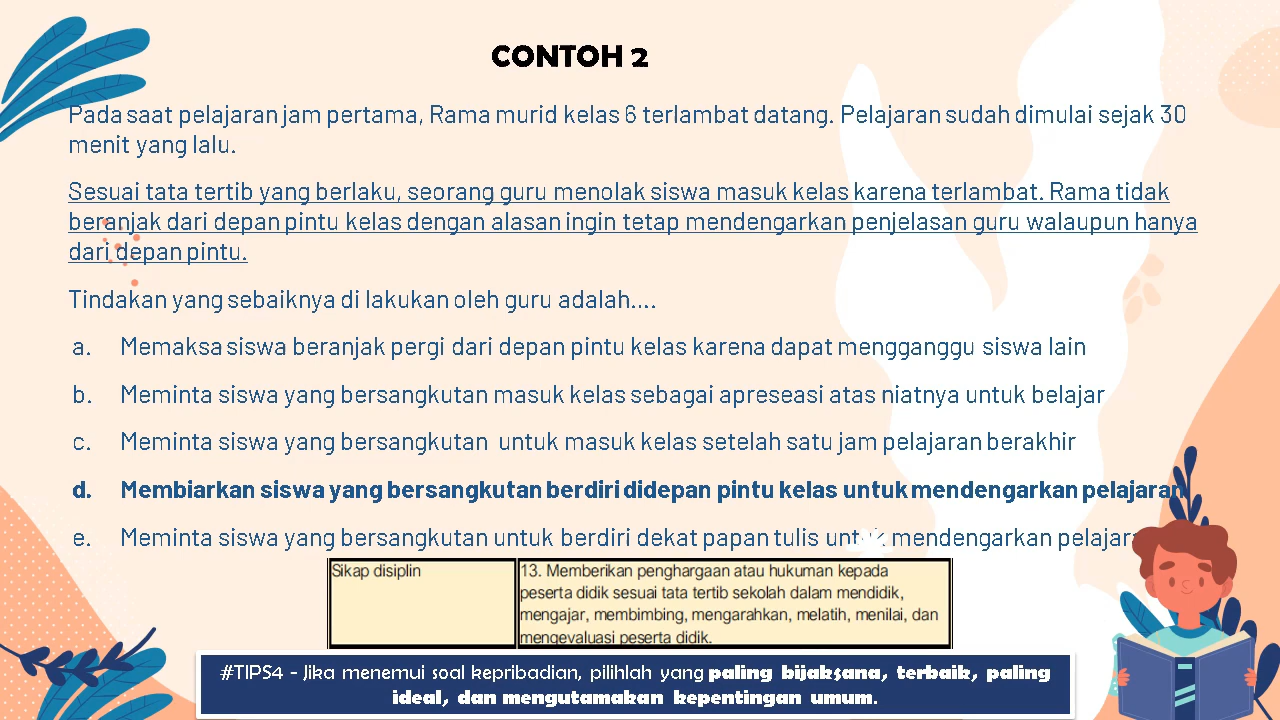 CONTOH 2
Pada saat pelajaran jam pertama, Rama murid kelas 6 terlambat datang. Pelajaran sudah dimulai sejak 30
menit yang lalu.
Sesuai tata tertib yang berlaku, seorang guru menolak siswa masuk kelas karena terlambat. Rama tidak
beranjak dari depan pintu kelas dengan alasan ingin tetap mendengarkan penjelasan guru walaupun hanya
dari depan pintu.
Tindakan yang sebaiknya di lakukan oleh guru adalah....
a. Memaksa siswa beranjak pergi dari depan pintu kelas karena dapat mengganggu siswa lain
b. Meminta siswa yang bersangkutan masuk kelas sebagai apreseasi atas niatnya untuk belajar
c. Meminta siswa yang bersangkutan untuk masuk kelas setelah satu jam pelajaran berakhir
d. Membiarkan siswa yang bersangkutan berdiri didepan pintu kelas untuk mendengarkan pelajaran
e. Meminta siswa yang bersangkutan untuk berdiri dekat papan tulis untuk mendengarkan
Sikap disiplin
13. Memberikan penghargaan atau hukuman kepada
peserta didik sesuai tata tertib sekolah dalam mendidik,
mengajar, membimbing, mengarahkan, melatih, menilai, dan
mengevaluasi peserta didik.
#TIPS4 - Jika menemui soal kepribadian, pilihlah yang paling bijaksana, terbaik, paling
ideal, dan mengutamakan kepentingan umum.